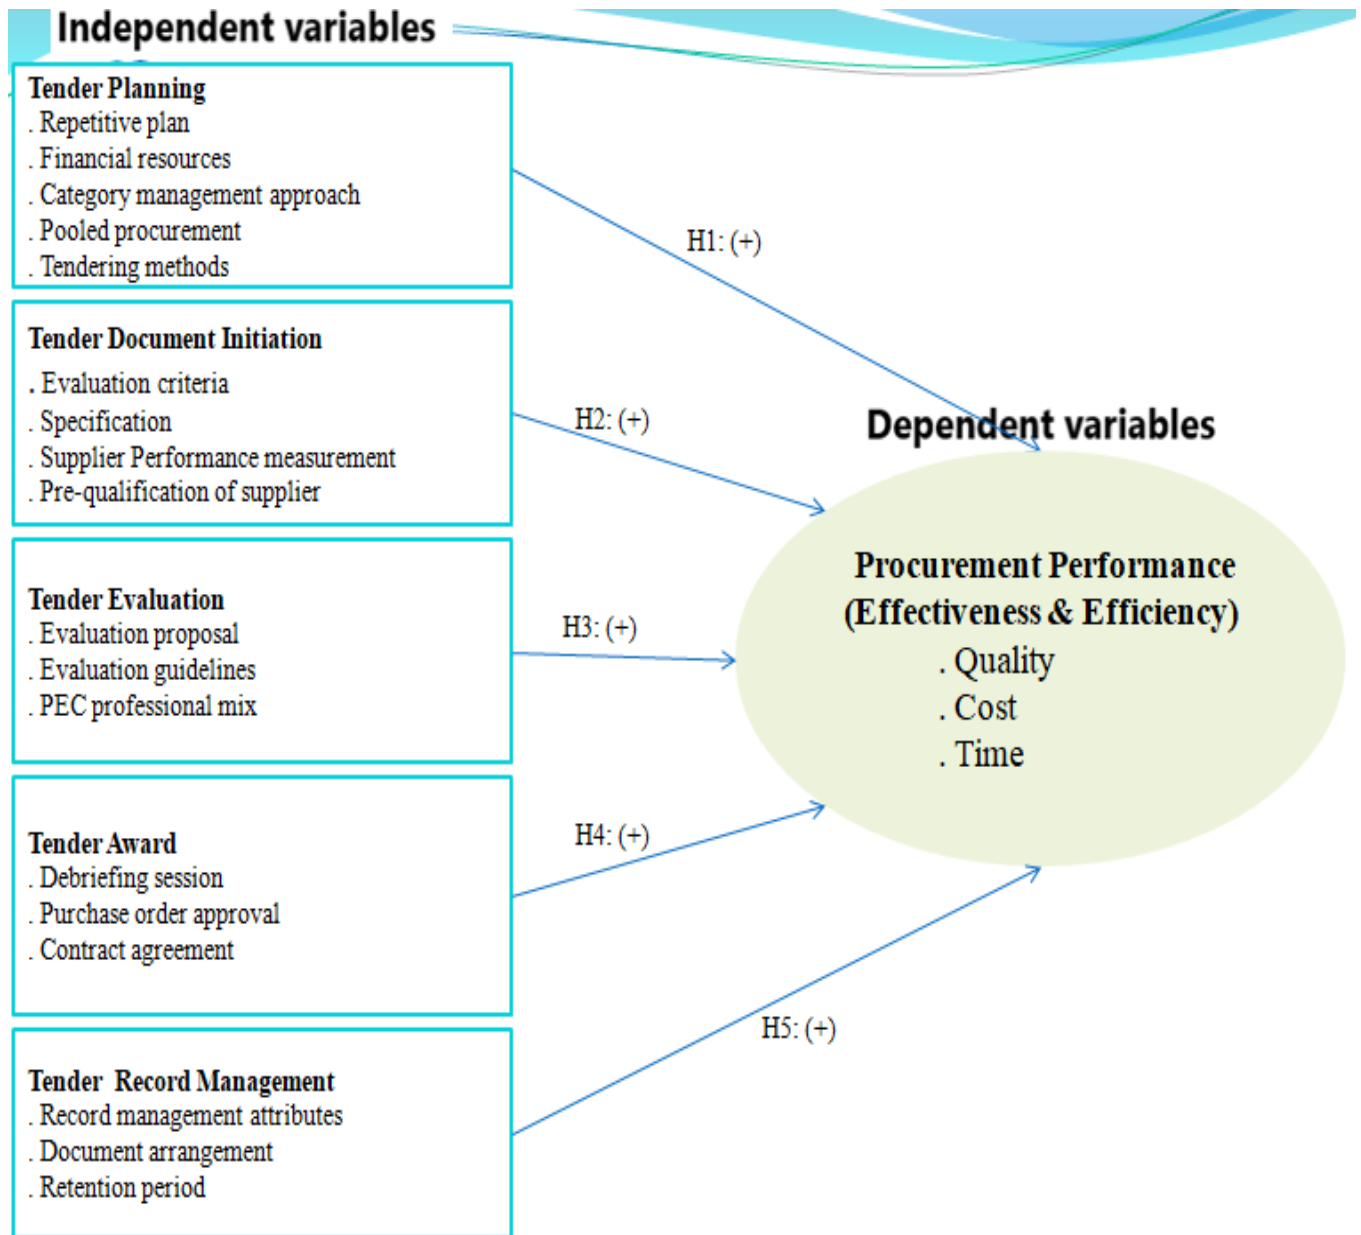 Independent variables
Tender Planning
. Repetitive plan
. Financial resources
. Category management approach
. Pooled procurement
. Tendering methods
H1: (+)
Tender Document Initiation
. Evaluation criteria
. Specification
. Supplier Performance measurement
. Pre-qualification of supplier
H2: (+)
Tender Evaluation
. Evaluation proposal
. Evaluation guidelines
. PEC professional mix
H3: (+)
Tender Award
. Debriefing session
. Purchase order approval
. Contract agreement
H4: (+)
Tender Record Management
. Record management attributes
. Document arrangement
. Retention period
H5: (+)
Dependent variables
Procurement Performance
(Effectiveness & Efficiency)
. Quality
. Cost
. Time